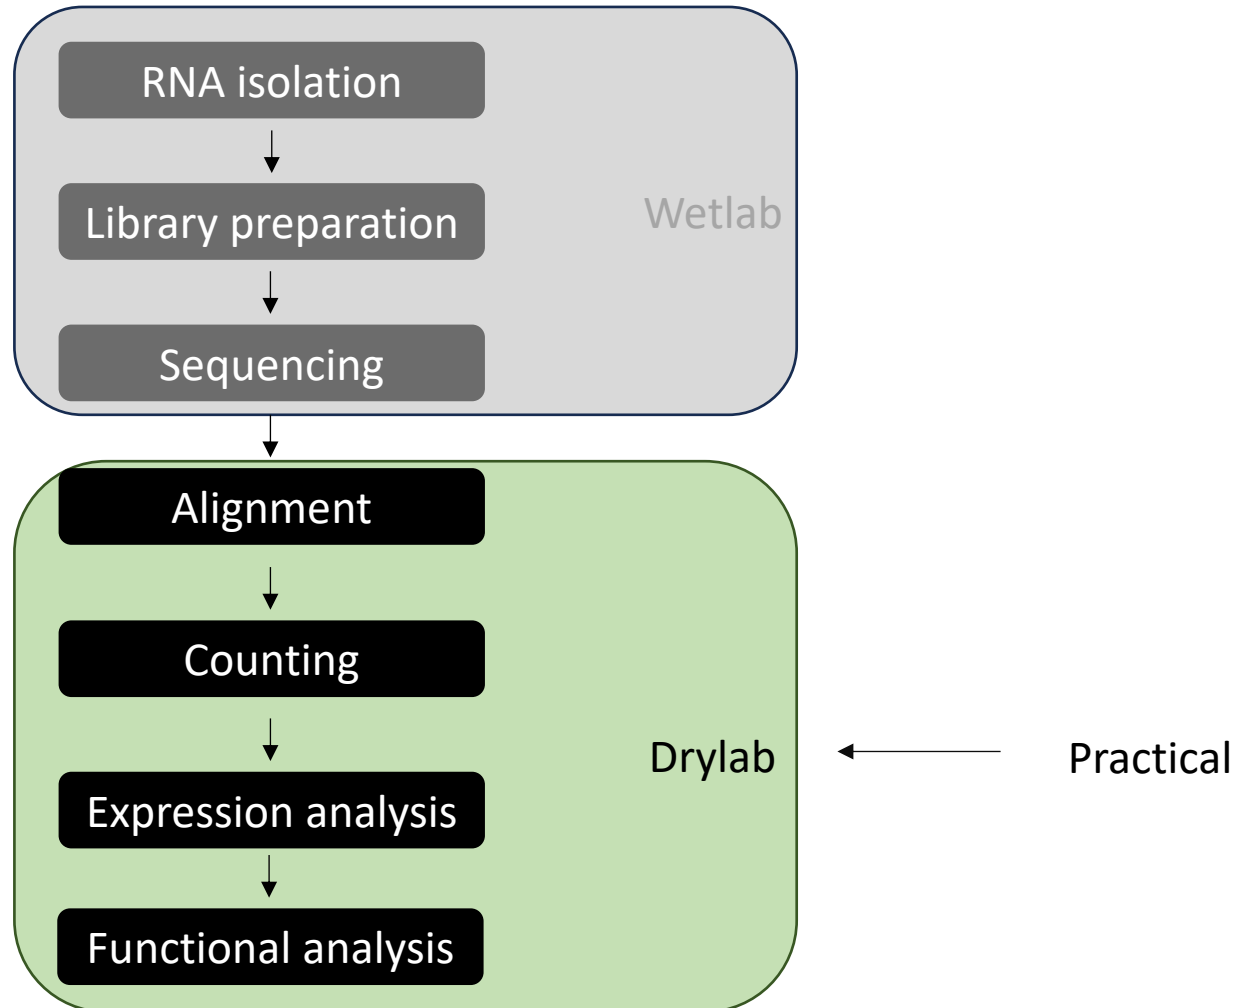 RNA isolation
Library preparation
Wetlab
Sequencing
Alignment
Counting
Drylab
Practical
Expression analysis
Functional analysis